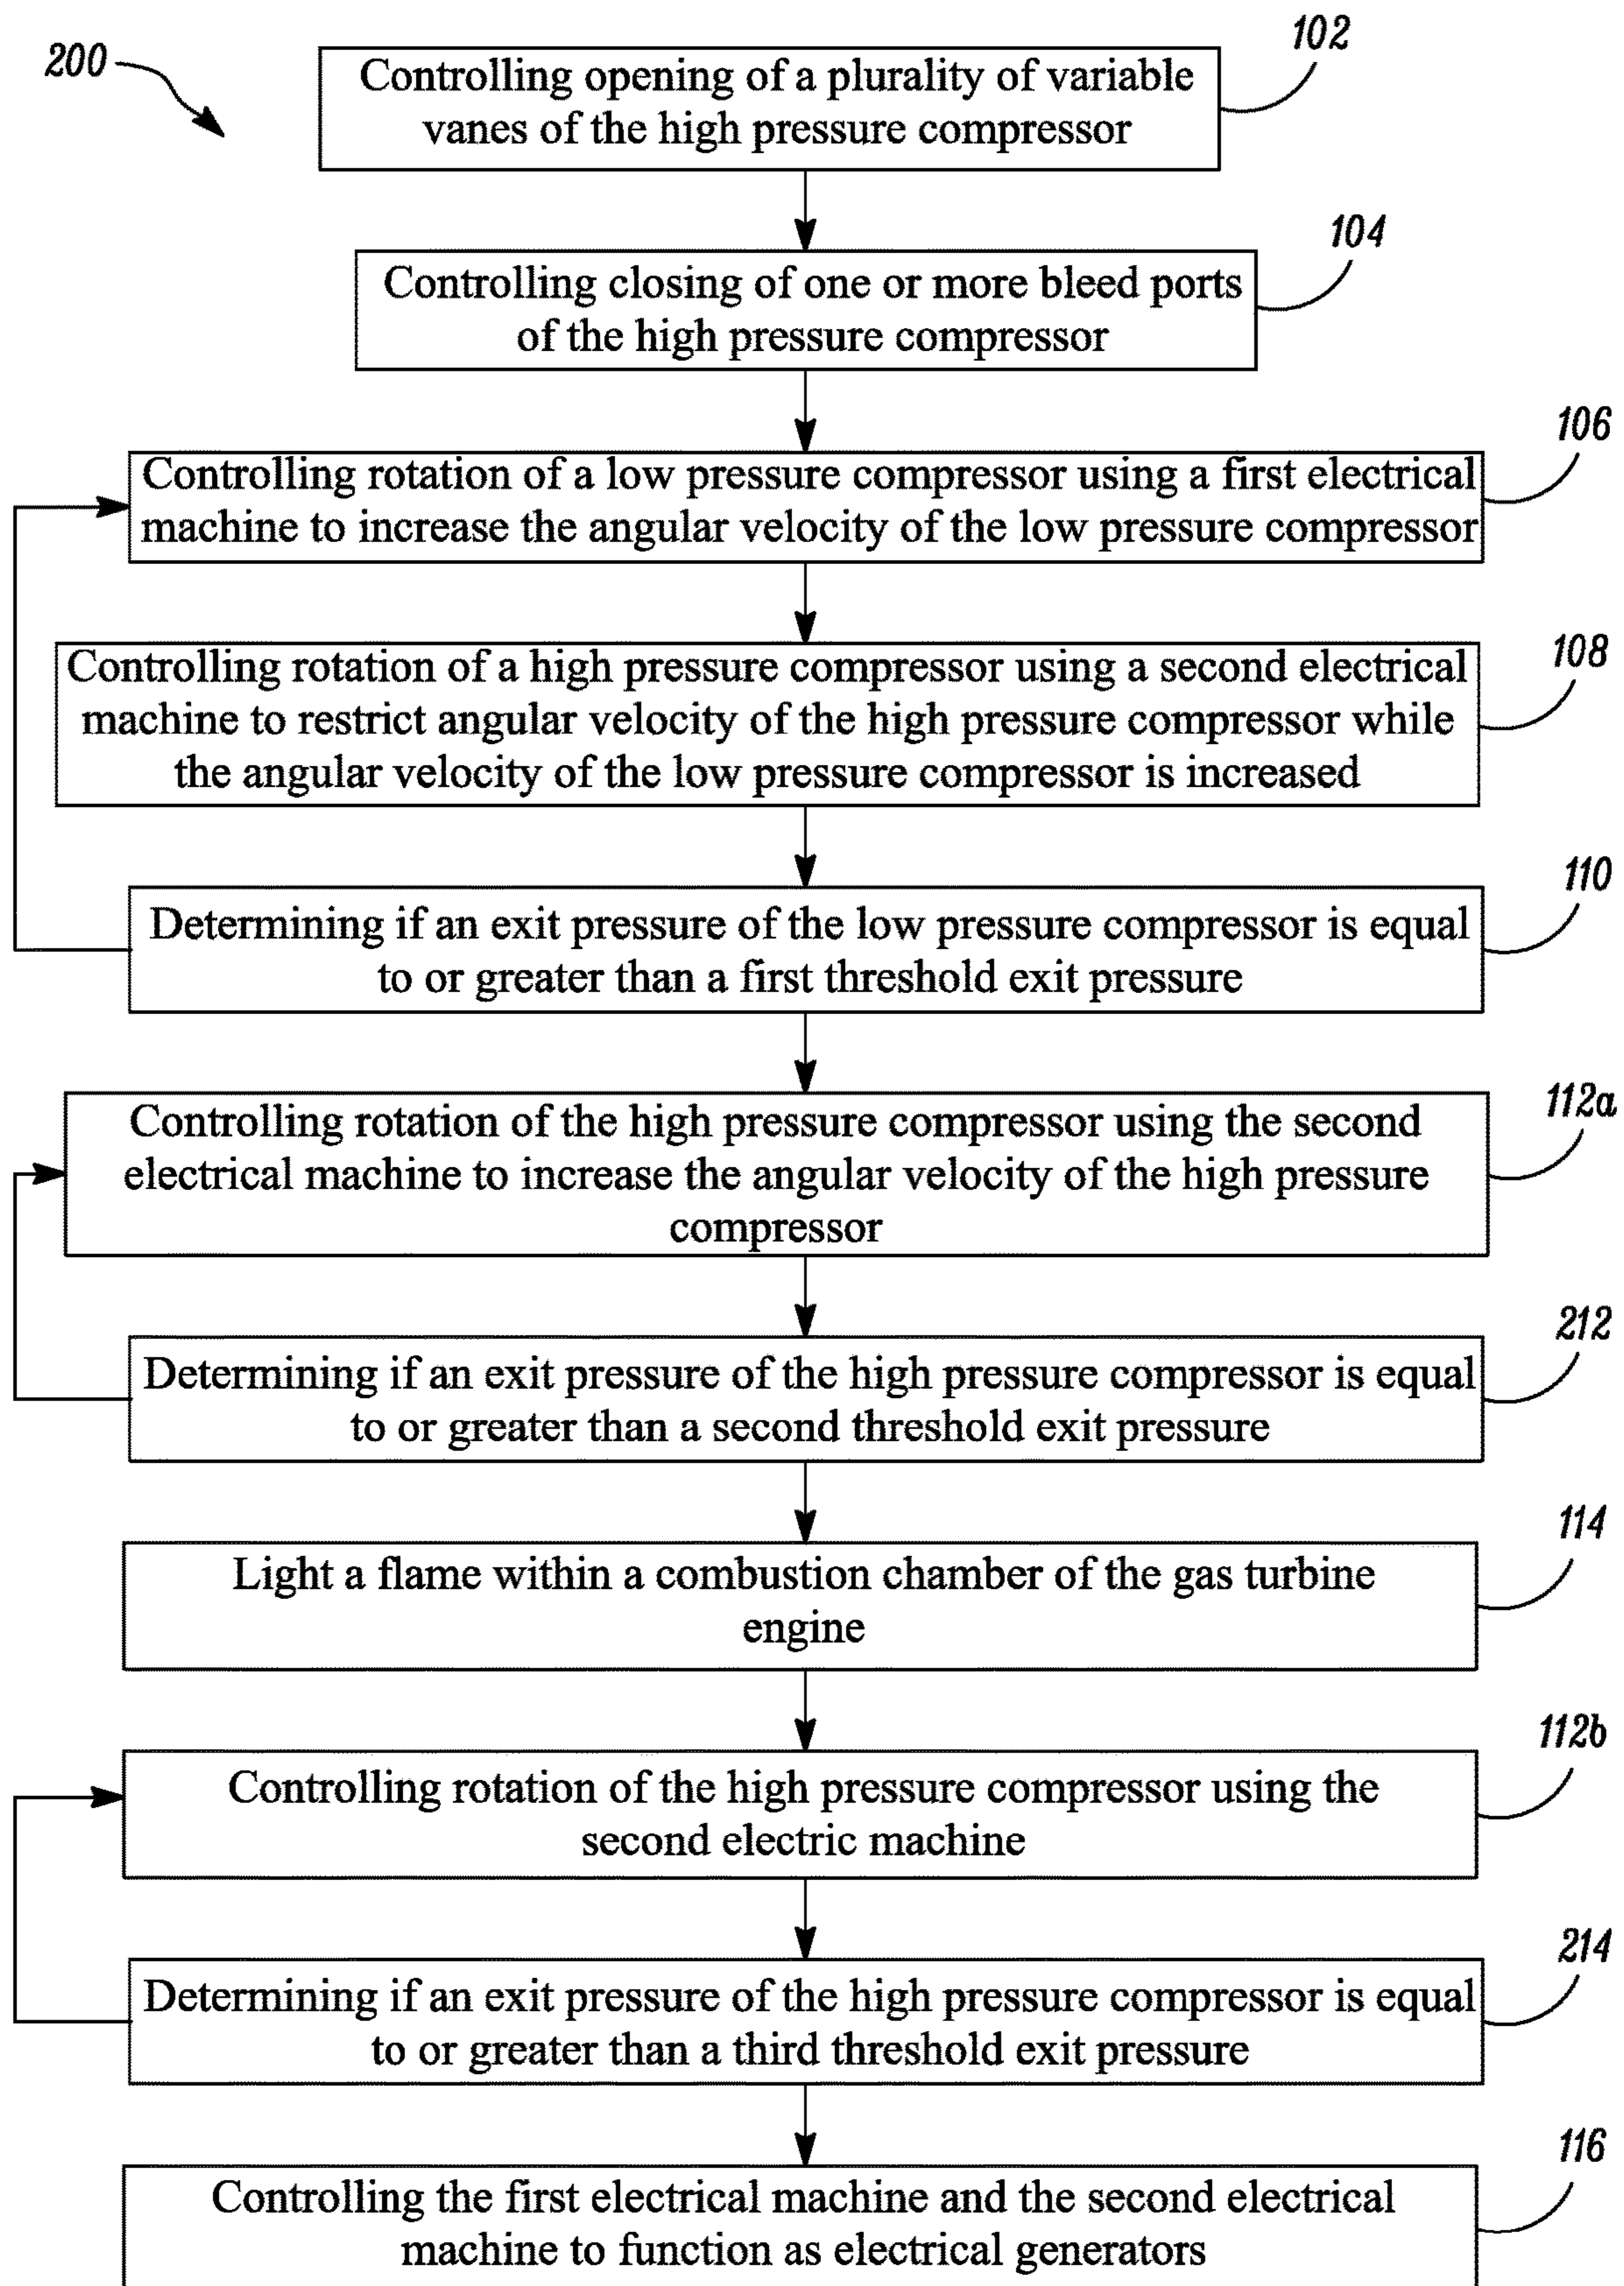 200
102
Controlling opening of a plurality of variable
vanes of the high pressure compressor
104
Controlling closing of one or more bleed ports
of the high pressure compressor
106
Controlling rotation of a low pressure compressor using a first electrical
machine to increase the angular velocity of the low pressure compressor
108
Controlling rotation of a high pressure compressor using a second electrical
machine to restrict angular velocity of the high pressure compressor while
the angular velocity of the low pressure compressor is increased
110
Determining if an exit pressure of the low pressure compressor is equal
to or greater than a first threshold exit pressure
112a
Controlling rotation of the high pressure compressor using the second
electrical machine to increase the angular velocity of the high pressure
compressor
212
Determining if an exit pressure of the high pressure compressor is equal
to or greater than a second threshold exit pressure
114
Light a flame within a combustion chamber of the gas turbine
engine
112b
Controlling rotation of the high pressure compressor using the
second electric machine
214
Determining if an exit pressure of the high pressure compressor is equal
to or greater than a third threshold exit pressure
116
Controlling the first electrical machine and the second electrical
machine to function as electrical generators